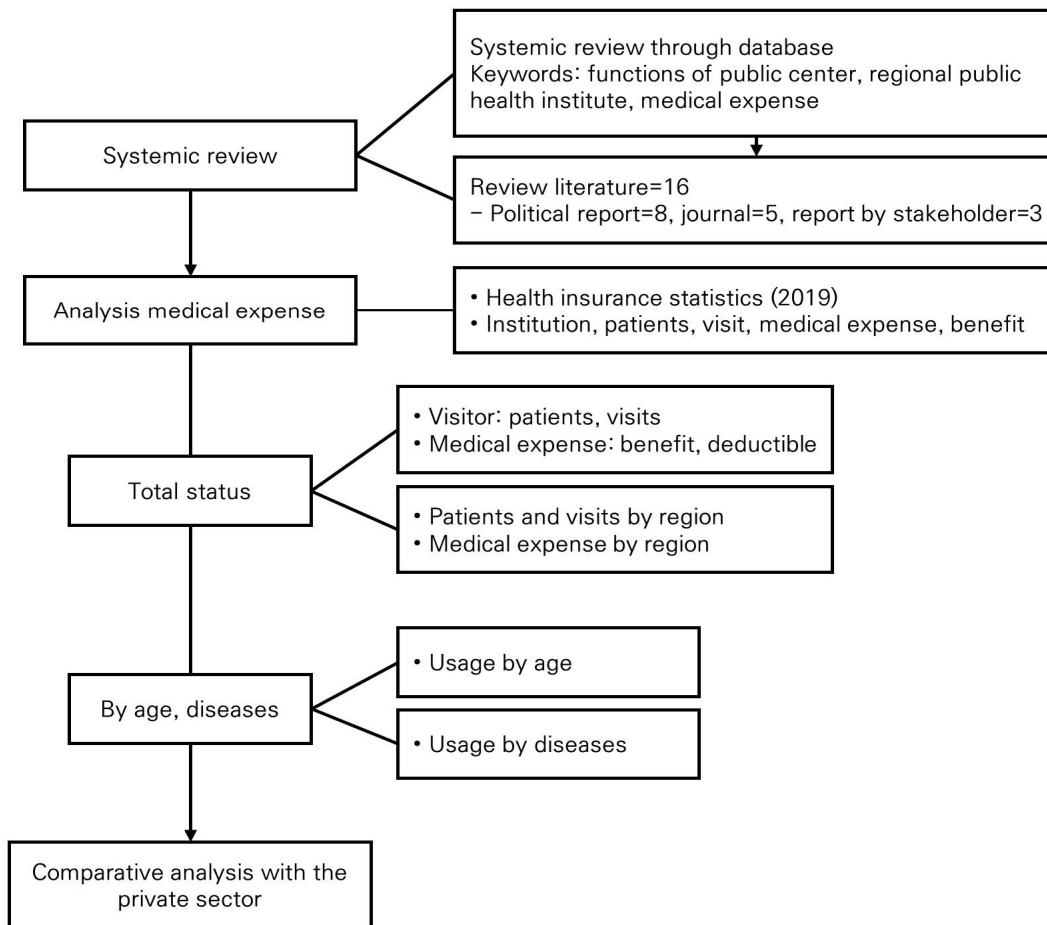 Systemic review
Systemic review through database
Keywords: functions of public center, regional public
health institute, medical expense
Review literature=16
– Political report=8, journal=5, report by stakeholder=3
Analysis medical expense
• Health insurance statistics (2019)
• Institution, patients, visit, medical expense, benefit
Total status
• Visitor: patients, visits
• Medical expense: benefit, deductible
• Patients and visits by region
• Medical expense by region
By age, diseases
• Usage by age
• Usage by diseases
Comparative analysis with the
private sector